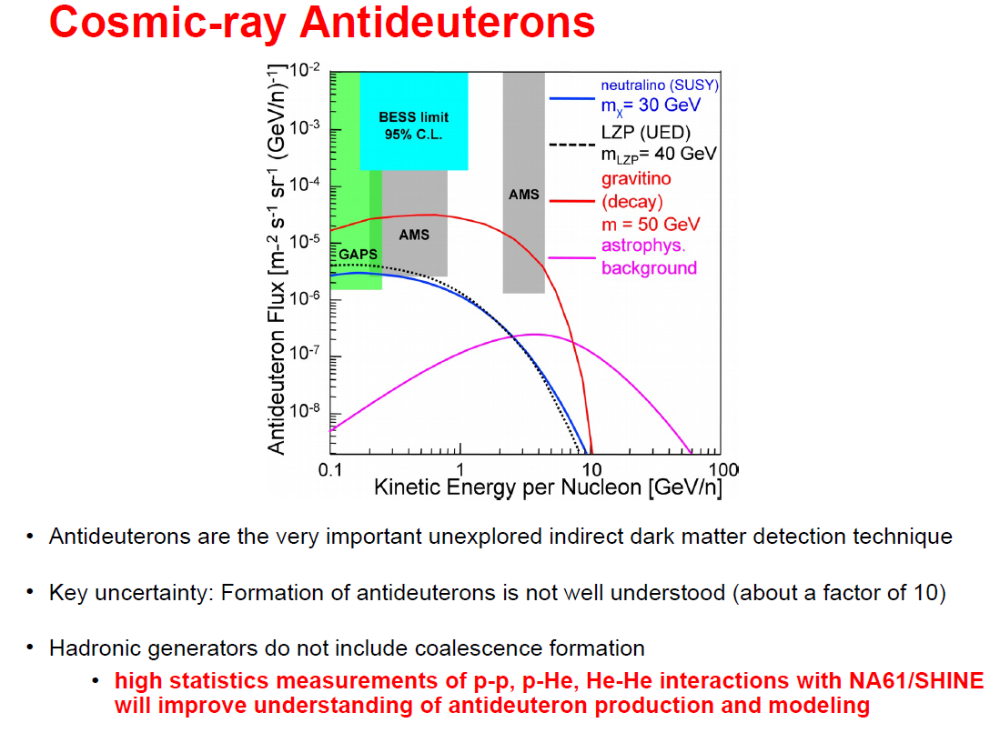 Cosmic-ray Antideuterons
Antideuteron Flux [m-² s⁻¹ sr⁻¹ (GeV/n)⁻¹]
10⁻²
10⁻³
10⁻⁴
10⁻⁵
10⁻⁶
10⁻⁷
10⁻⁸
BESS limit
95% C.L.
AMS
AMS
GAPS
neutralino (SUSY)
mχ= 30 GeV
LZP (UED)
mLZP= 40 GeV
gravitino
(decay)
m = 50 GeV
astrophys.
background
0.1 1 10 100
Kinetic Energy per Nucleon [GeV/n]
• Antideuterons are the very important unexplored indirect dark matter detection technique
• Key uncertainty: Formation of antideuterons is not well understood (about a factor of 10)
• Hadronic generators do not include coalescence formation
• high statistics measurements of p-p, p-He, He-He interactions with NA61/SHINE
will improve understanding of antideuteron production and modeling